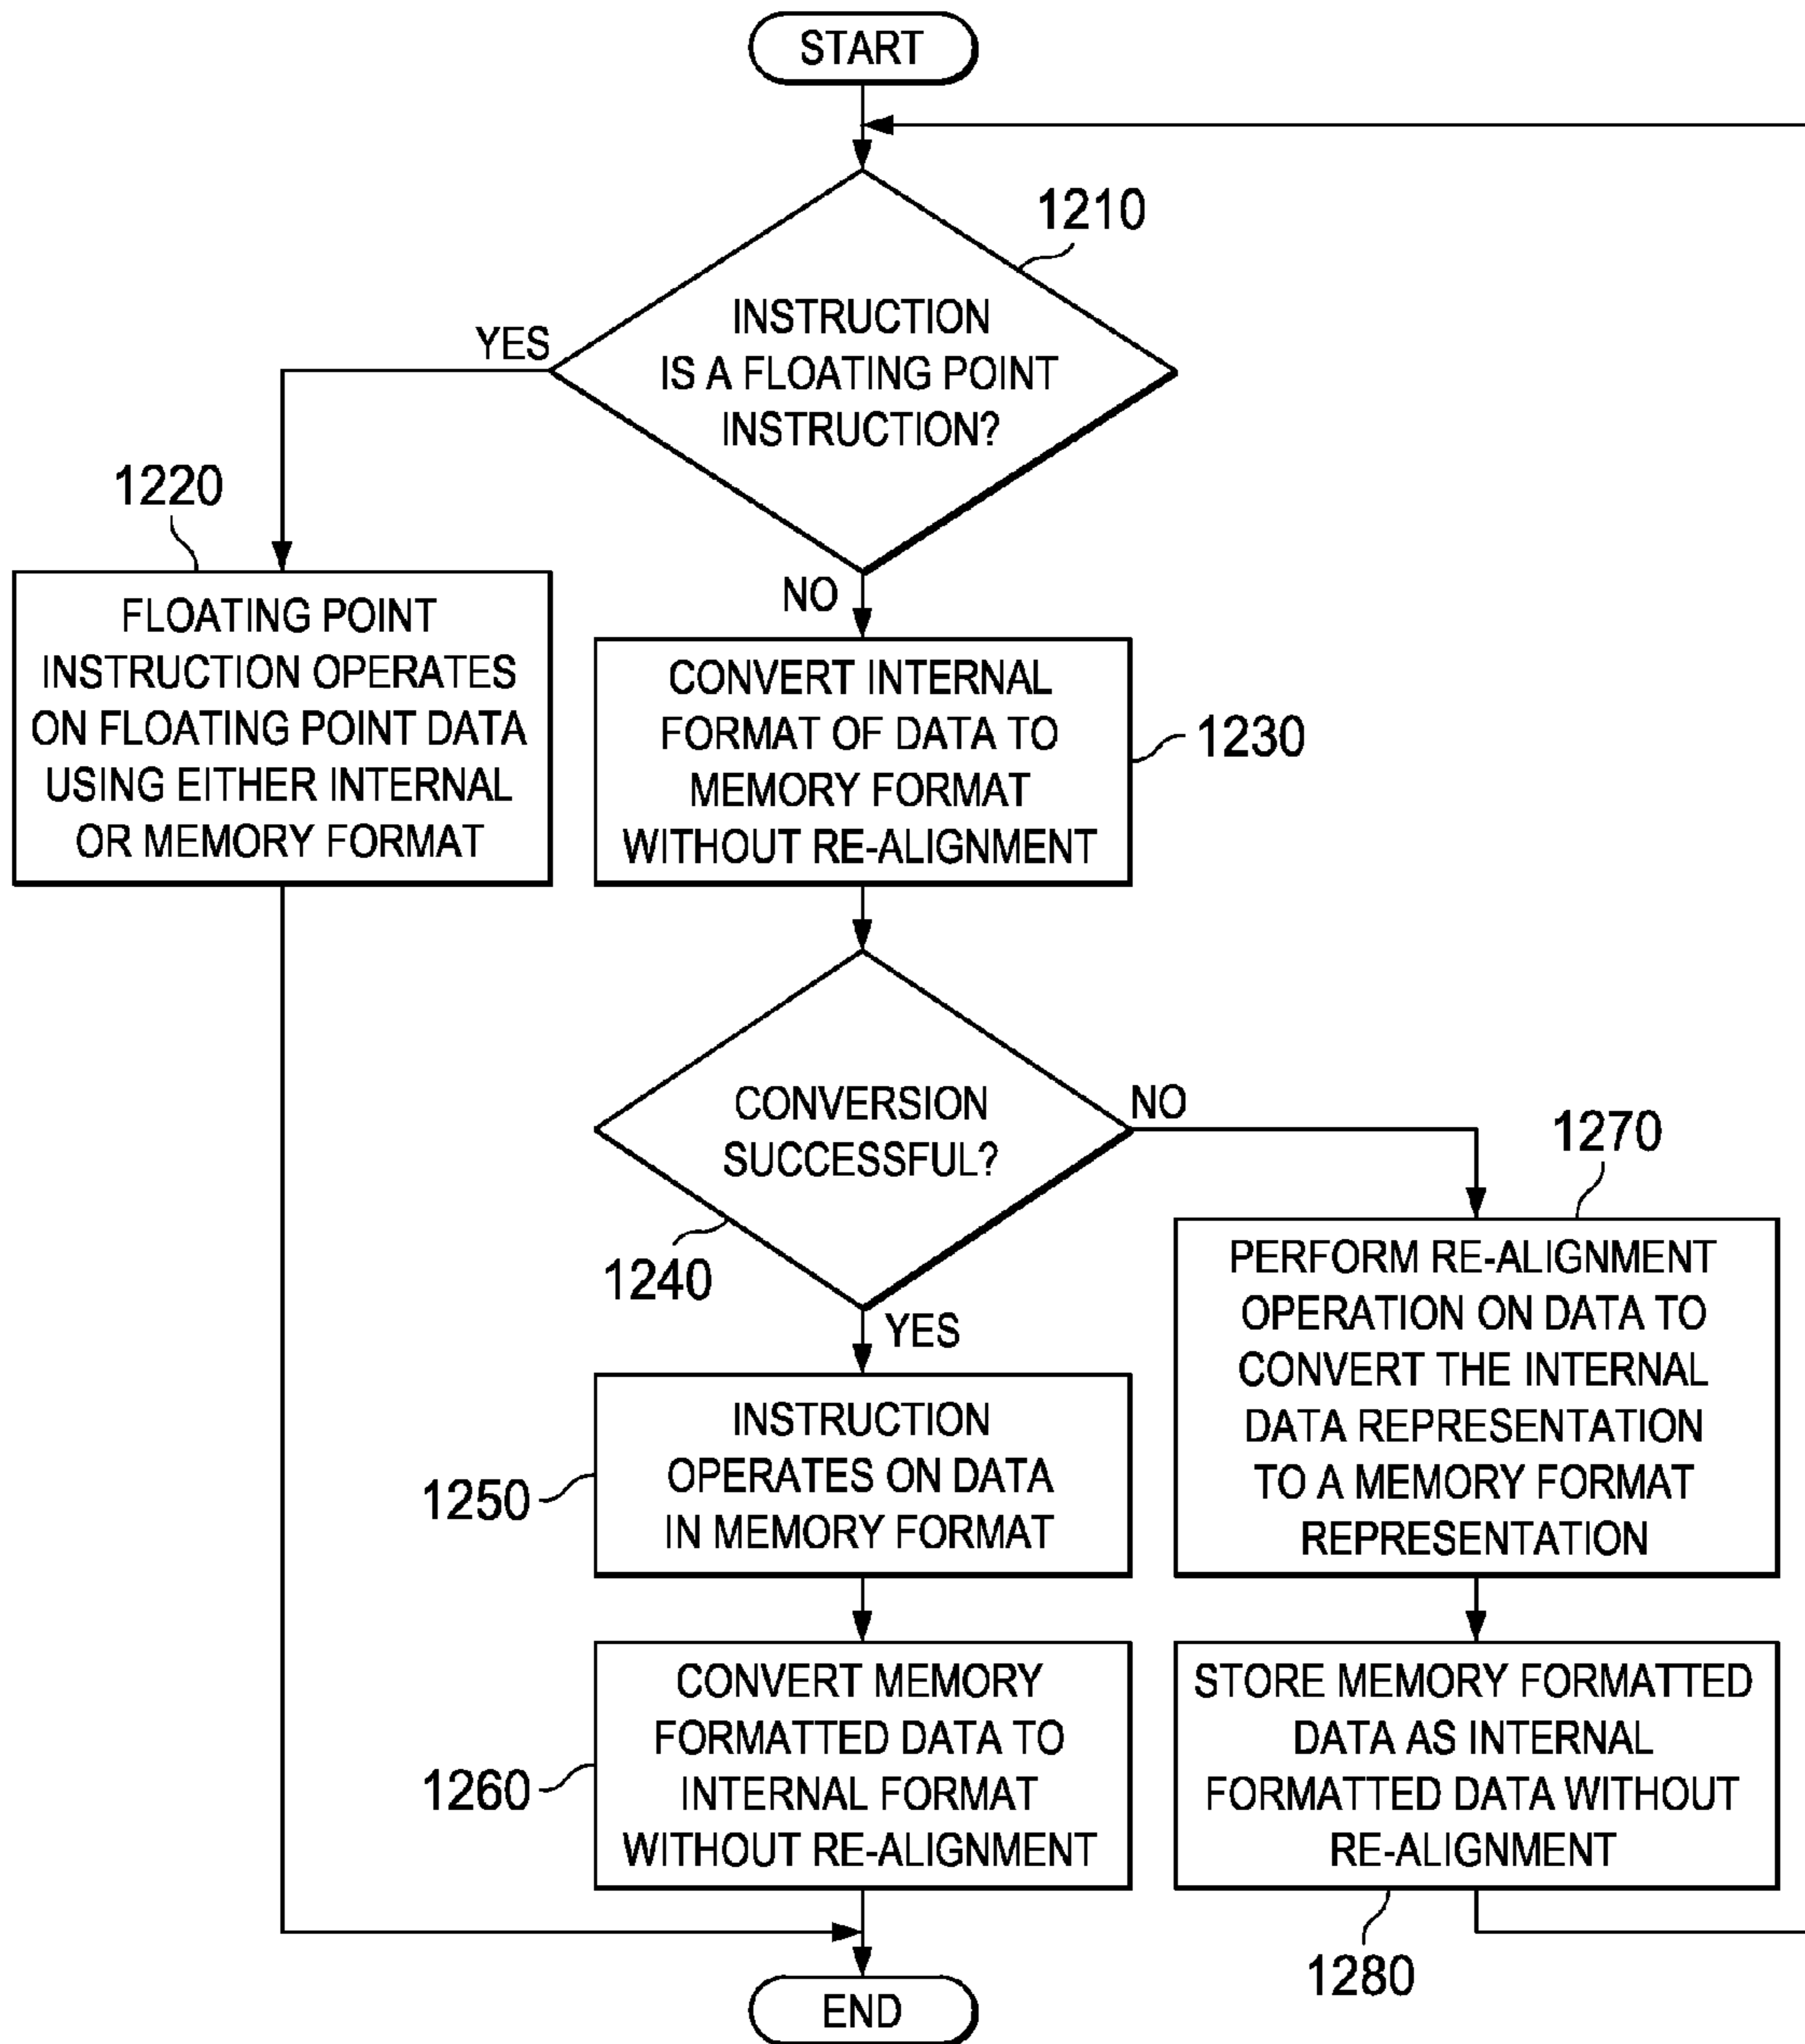 START
1210
INSTRUCTION
IS A FLOATING POINT
INSTRUCTION?
YES
NO
1220
FLOATING POINT
INSTRUCTION OPERATES
ON FLOATING POINT DATA
USING EITHER INTERNAL
OR MEMORY FORMAT
CONVERT INTERNAL
FORMAT OF DATA TO
MEMORY FORMAT
WITHOUT RE-ALIGNMENT
1230
CONVERSION
SUCCESSFUL?
NO
1240
YES
1270
PERFORM RE-ALIGNMENT
OPERATION ON DATA TO
CONVERT THE INTERNAL
DATA REPRESENTATION
TO A MEMORY FORMAT
REPRESENTATION
INSTRUCTION
OPERATES ON DATA
IN MEMORY FORMAT
1250
CONVERT MEMORY
FORMATTED DATA TO
INTERNAL FORMAT
WITHOUT RE-ALIGNMENT
1260
STORE MEMORY FORMATTED
DATA AS INTERNAL
FORMATTED DATA WITHOUT
RE-ALIGNMENT
1280
END